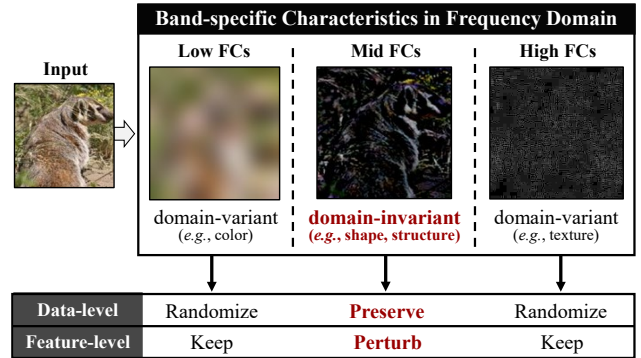 Band-specific Characteristics in Frequency Domain
Input
Low FCs Mid FCs High FCs
domain-variant domain-invariant domain-variant
(e.g., color) (e.g., shape, structure) (e.g., texture)
Data-level Randomize Preserve Randomize
Feature-level Keep Perturb Keep